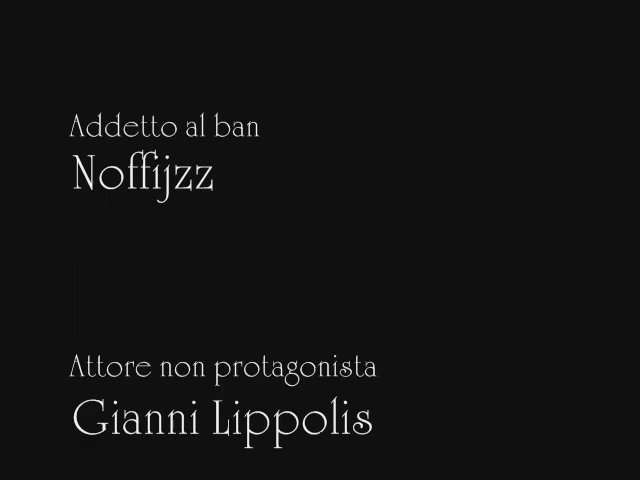 Addetto al ban
Noffijzz
Attore non protagonista
Gianni Lippolis